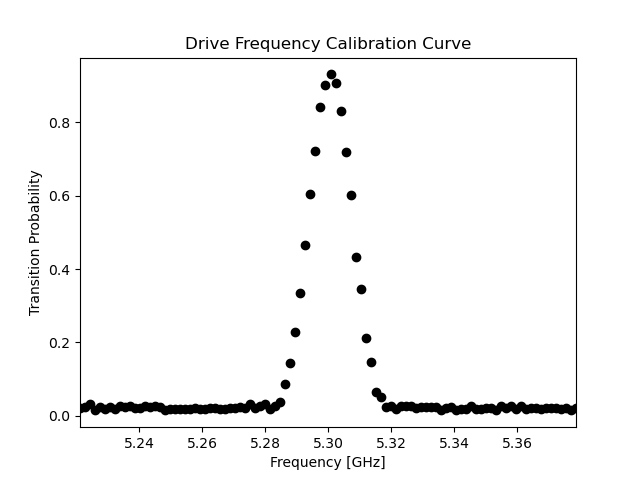 Drive Frequency Calibration Curve
Transition Probability
0.8
0.6
0.4
0.2
0.0
5.24 5.26 5.28 5.30 5.32 5.34 5.36
Frequency [GHz]